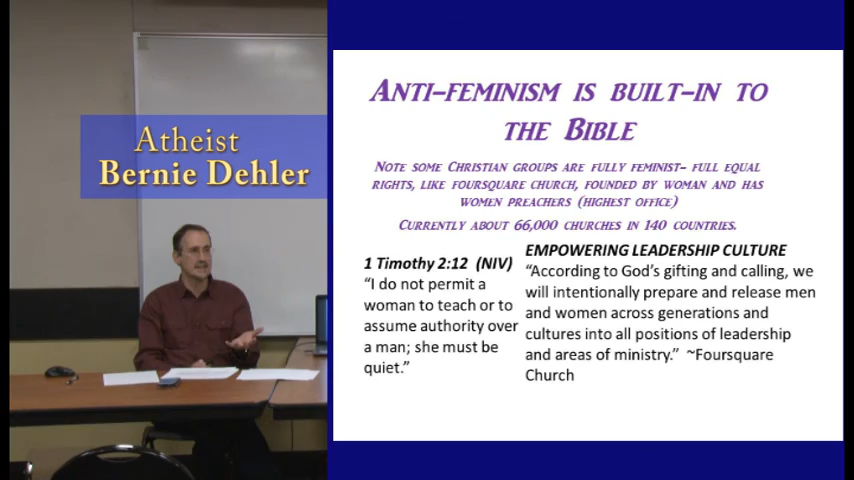 Atheist
Bernie Dehler
ANTI-FEMINISM IS BUILT-IN TO
THE BIBLE
NOTE SOME CHRISTIAN GROUPS ARE FULLY FEMINIST- FULL EQUAL
RIGHTS, LIKE FOURSQUARE CHURCH, FOUNDED BY WOMAN AND HAS
WOMEN PREACHERS (HIGHEST OFFICE)
CURRENTLY ABOUT 66,000 CHURCHES IN 140 COUNTRIES.
1 Timothy 2:12 (NIV)
“I do not permit a
woman to teach or to
assume authority over
a man; she must be
quiet.”
EMPOWERING LEADERSHIP CULTURE
“According to God’s gifting and calling, we
will intentionally prepare and release men
and women across generations and
cultures into all positions of leadership
and areas of ministry.” ~Foursquare
Church